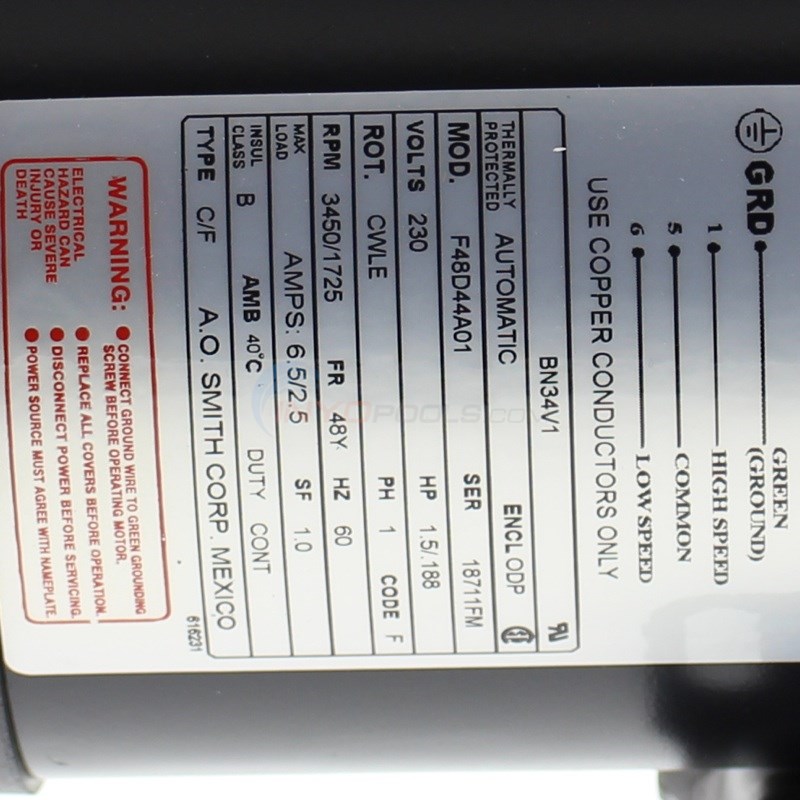 GRD
GREEN
(GROUND)
1 HIGH SPEED
5 COMMON
6 LOW SPEED
USE COPPER CONDUCTORS ONLY
BN34V1
THERMALLY
PROTECTED AUTOMATIC ENCL ODP
MOD. F48D44A01 SER 18711FM
VOLTS 230 HP 1.5/.188
ROT. CWLE PH 1 CODE F
RPM 3450/1725 FR 48Y HZ 60
MAX
LOAD AMPS: 6.5/2.5 SF 1.0
INSUL
CLASS B AMB 40°C DUTY CONT
TYPE C/F A.O. SMITH CORP. MEXICO
616231
WARNING:
ELECTRICAL
HAZARD CAN
CAUSE SEVERE
INJURY OR
DEATH
● CONNECT GROUND WIRE TO GREEN GROUNDING
SCREW BEFORE OPERATING MOTOR.
● REPLACE ALL COVERS BEFORE OPERATION.
● DISCONNECT POWER BEFORE SERVICING.
● POWER SOURCE MUST AGREE WITH NAMEPLATE.
INYOPOOLS.COM